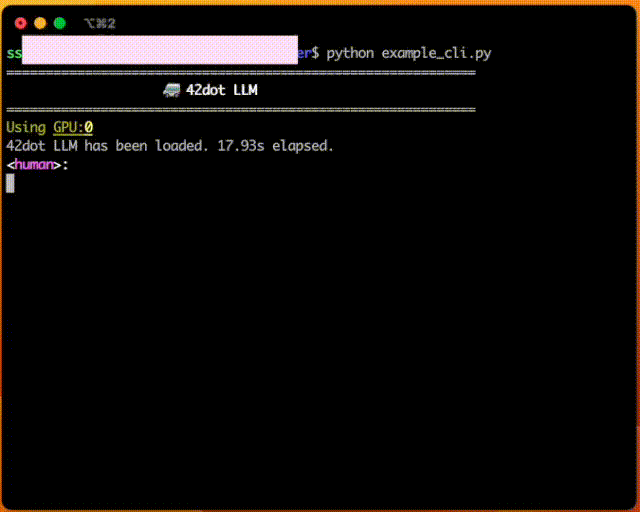 ⌥⌘2
ss er$ python example_cli.py
42dot LLM
Using GPU:0
42dot LLM has been loaded. 17.93s elapsed.
<human>: